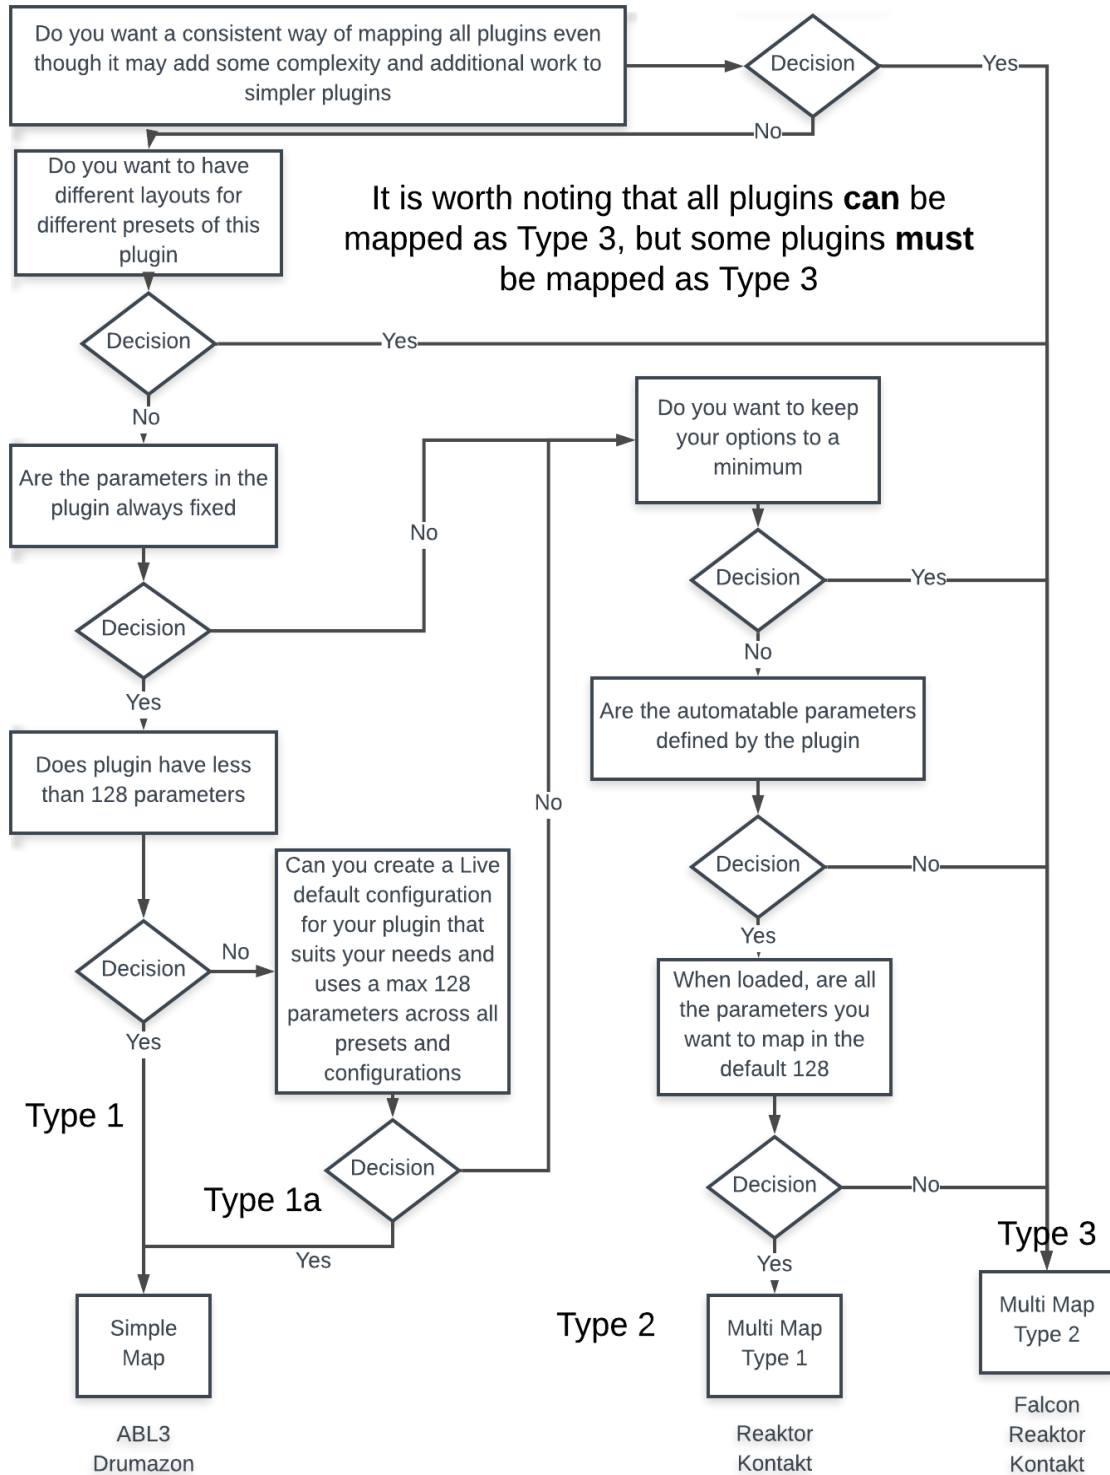 Do you want a consistent way of mapping all plugins even
though it may add some complexity and additional work to
simpler plugins
Decision
Yes
No
Do you want to have
different layouts for
different presets of this
plugin
It is worth noting that all plugins can be
mapped as Type 3, but some plugins must
be mapped as Type 3
Decision
Yes
No
Do you want to keep
your options to a
minimum
Are the parameters in the
plugin always fixed
No
Decision
Yes
Decision
Yes
No
Are the automatable parameters
defined by the plugin
Does plugin have less
than 128 parameters
No
Decision
No
Yes
Can you create a Live
default configuration
for your plugin that
suits your needs and
uses a max 128
parameters across all
presets and
configurations
Decision
No
Yes
When loaded, are all
the parameters you
want to map in the
default 128
Type 1
Decision
Type 1a
Yes
Decision
No
Yes
Type 3
Simple
Map
Type 2
Multi Map
Type 1
Multi Map
Type 2
ABL3
Drumazon
Reaktor
Kontakt
Falcon
Reaktor
Kontakt